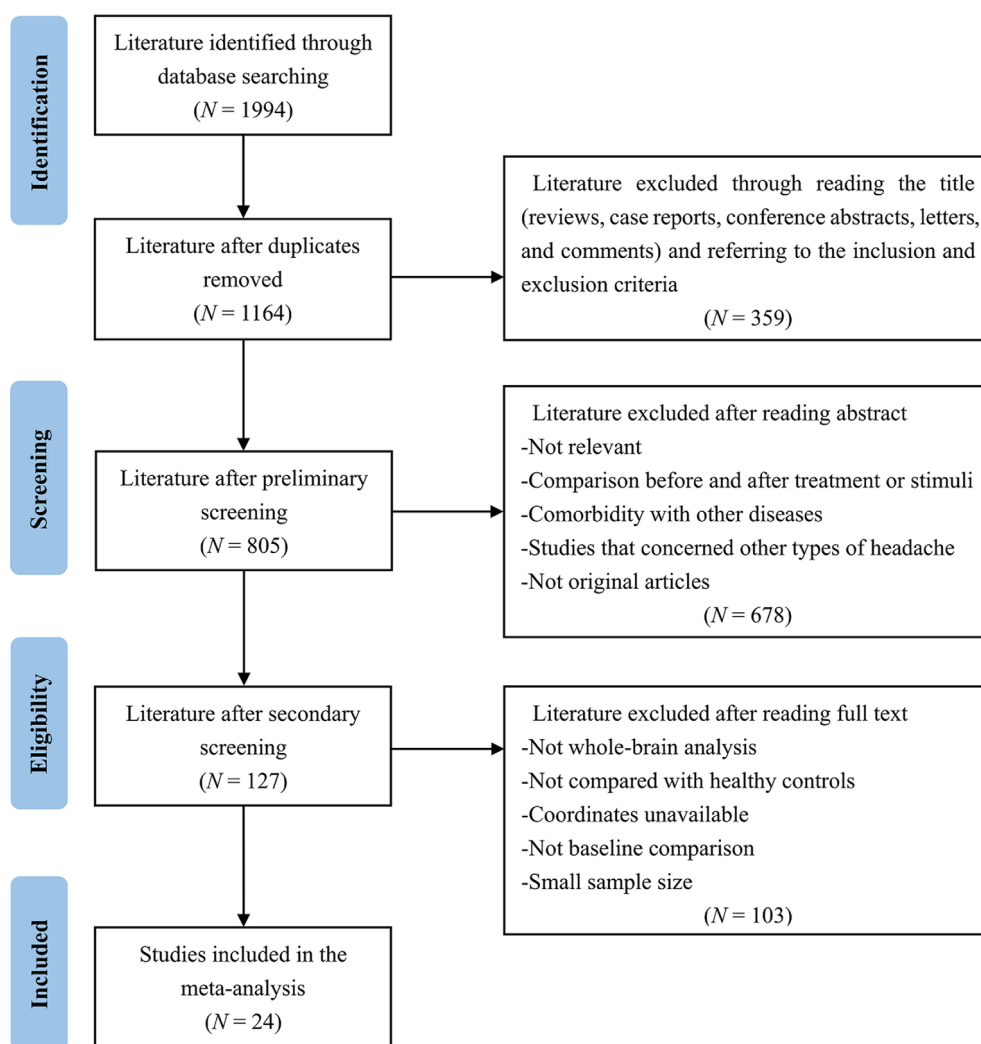 Identification
Literature identified through
database searching
(N = 1994)
Literature after duplicates
removed
(N = 1164)
Literature excluded through reading the title
(reviews, case reports, conference abstracts, letters,
and comments) and referring to the inclusion and
exclusion criteria
(N = 359)
Screening
Literature after preliminary
screening
(N = 805)
Literature excluded after reading abstract
-Not relevant
-Comparison before and after treatment or stimuli
-Comorbidity with other diseases
-Studies that concerned other types of headache
-Not original articles
(N = 678)
Eligibility
Literature after secondary
screening
(N = 127)
Literature excluded after reading full text
-Not whole-brain analysis
-Not compared with healthy controls
-Coordinates unavailable
-Not baseline comparison
-Small sample size
(N = 103)
Included
Studies included in the
meta-analysis
(N = 24)